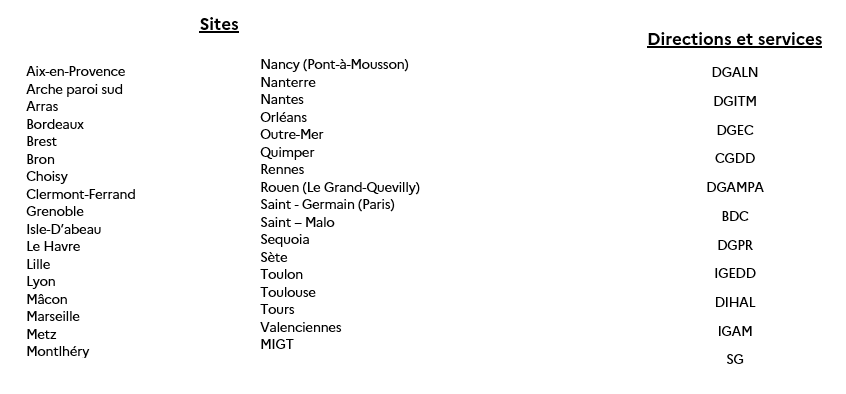 Sites
Aix-en-Provence
Arche paroi sud
Arras
Bordeaux
Brest
Bron
Choisy
Clermont-Ferrand
Grenoble
Isle-D’abeau
Le Havre
Lille
Lyon
Mâcon
Marseille
Metz
Montlhéry
Nancy (Pont-à-Mousson)
Nanterre
Nantes
Orléans
Outre-Mer
Quimper
Rennes
Rouen (Le Grand-Quevilly)
Saint - Germain (Paris)
Saint – Malo
Sequoia
Sète
Toulon
Toulouse
Tours
Valenciennes
MIGT
Directions et services
DGALN
DGITM
DGEC
CGDD
DGAMPA
BDC
DGPR
IGEDD
DIHAL
IGAM
SG